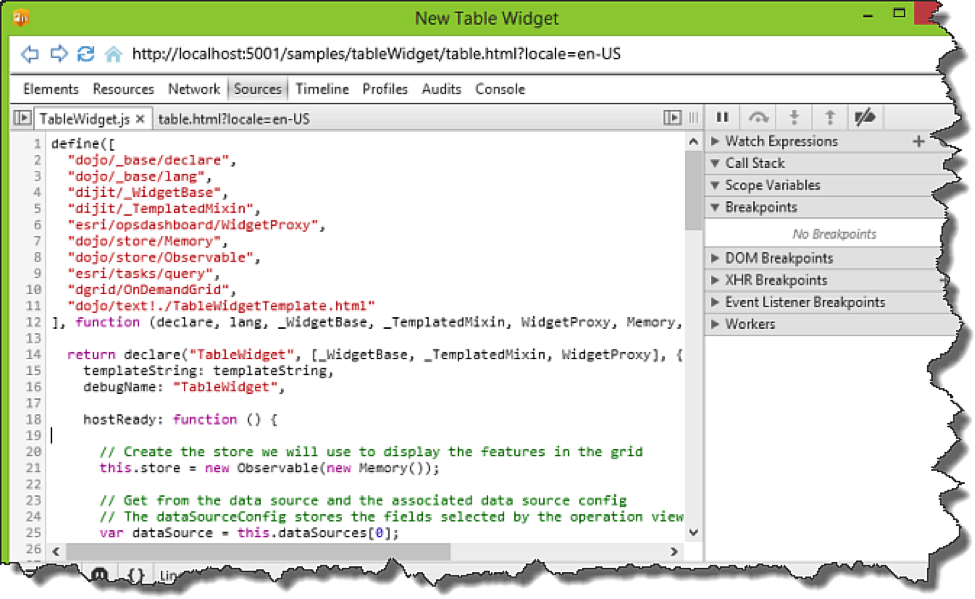 New Table Widget
http://localhost:5001/samples/tableWidget/table.html?locale=en-US
Elements Resources Network Sources Timeline Profiles Audits Console
TableWidget.js × table.html?locale=en-US
1 define([
2 "dojo/_base/declare",
3 "dojo/_base/lang",
4 "dijit/_WidgetBase",
5 "dijit/_TemplatedMixin",
6 "esri/opsdashboard/WidgetProxy",
7 "dojo/store/Memory",
8 "dojo/store/Observable",
9 "esri/tasks/query",
10 "dgrid/OnDemandGrid",
11 "dojo/text!./TableWidgetTemplate.html"
12 ], function (declare, lang, _WidgetBase, _TemplatedMixin, WidgetProxy, Memory,
13
14 return declare("TableWidget", [_WidgetBase, _TemplatedMixin, WidgetProxy], {
15 templateString: templateString,
16 debugName: "TableWidget",
17
18 hostReady: function () {
19
20 // Create the store we will use to display the features in the grid
21 this.store = new Observable(new Memory());
22
23 // Get from the data source and the associated data source config
24 // The dataSourceConfig stores the fields selected by the operation view
25 var dataSource = this.dataSources[0];
26
{ } Lin
Watch Expressions +
Call Stack
Scope Variables
Breakpoints
No Breakpoints
DOM Breakpoints
XHR Breakpoints
Event Listener Breakpoints
Workers